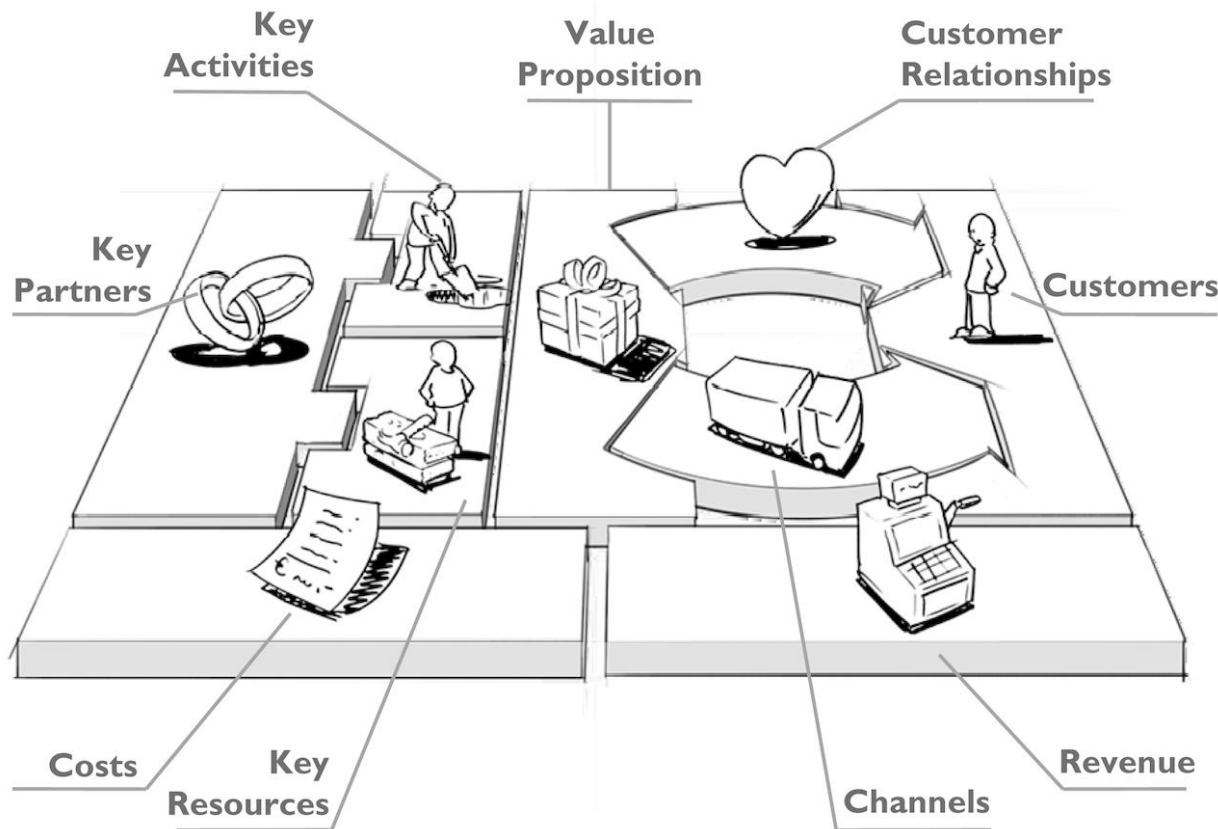 Key
Activities
Value
Proposition
Customer
Relationships
Key
Partners
Customers
Costs
Key
Resources
Channels
Revenue
€